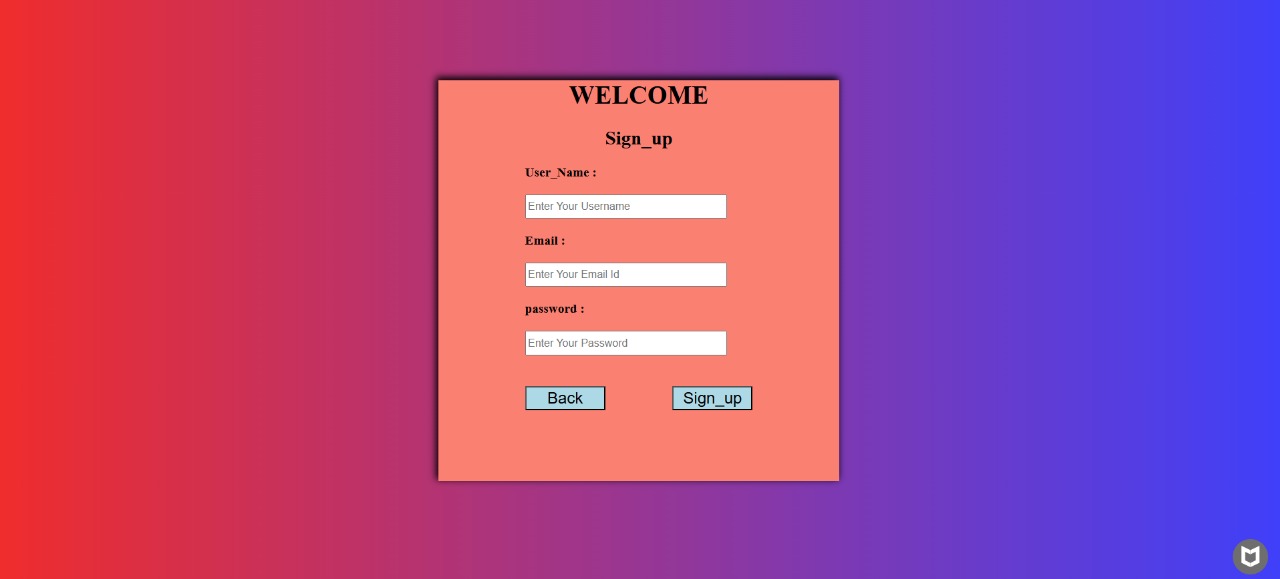 WELCOME
Sign_up
User_Name :
Enter Your Username
Email :
Enter Your Email Id
password :
Enter Your Password
Back Sign_up